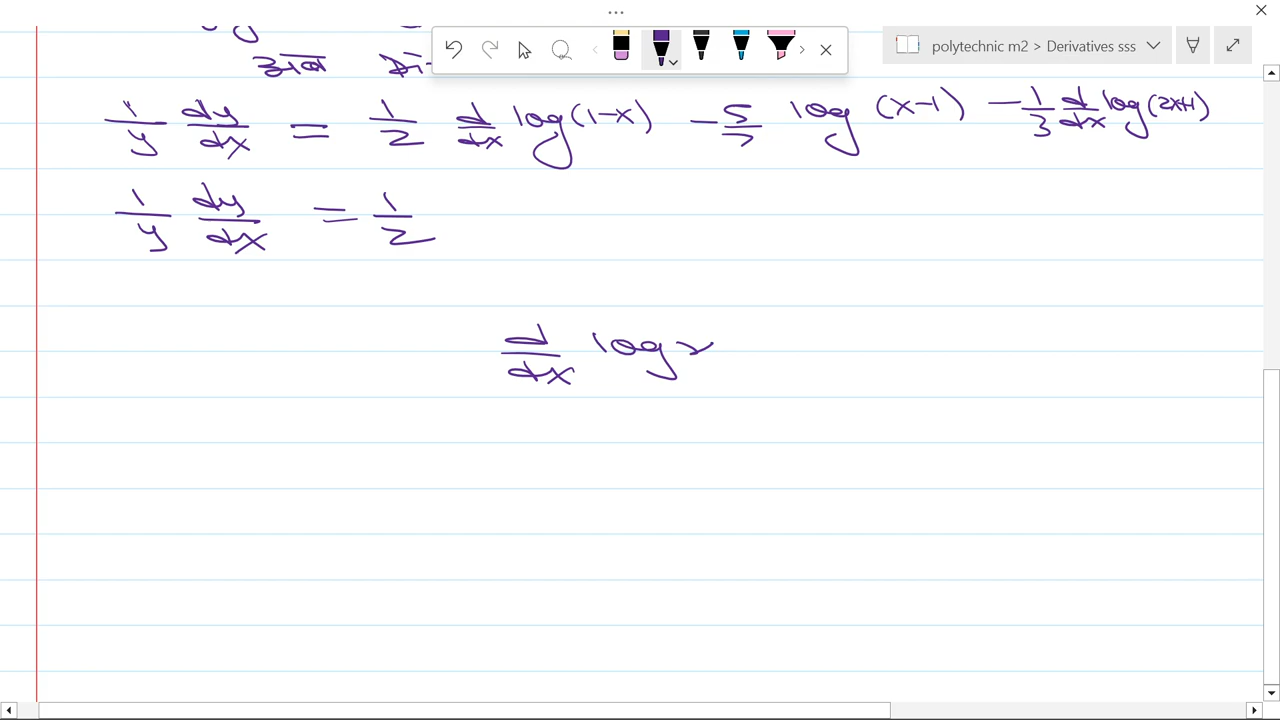 polytechnic m2 > Derivatives sss
1/y dy/dx = 1/2 d/dx log(1-x) - 5/ log (x-1) - 1/3 d/dx log(2x+1)
1/y dy/dx = 1/2
d/dx log x